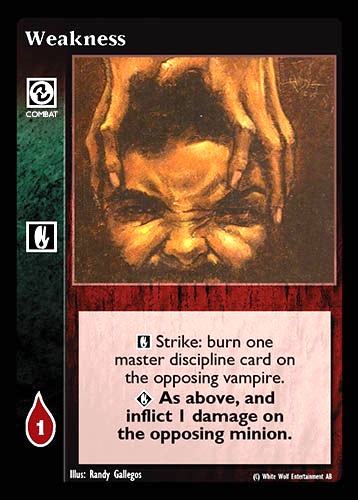 Weakness
COMBAT
Strike: burn one
master discipline card on
the opposing vampire.
As above, and
inflict 1 damage on
the opposing minion.
1
Illus: Randy Gallegos
(C) White Wolf Entertainment AB